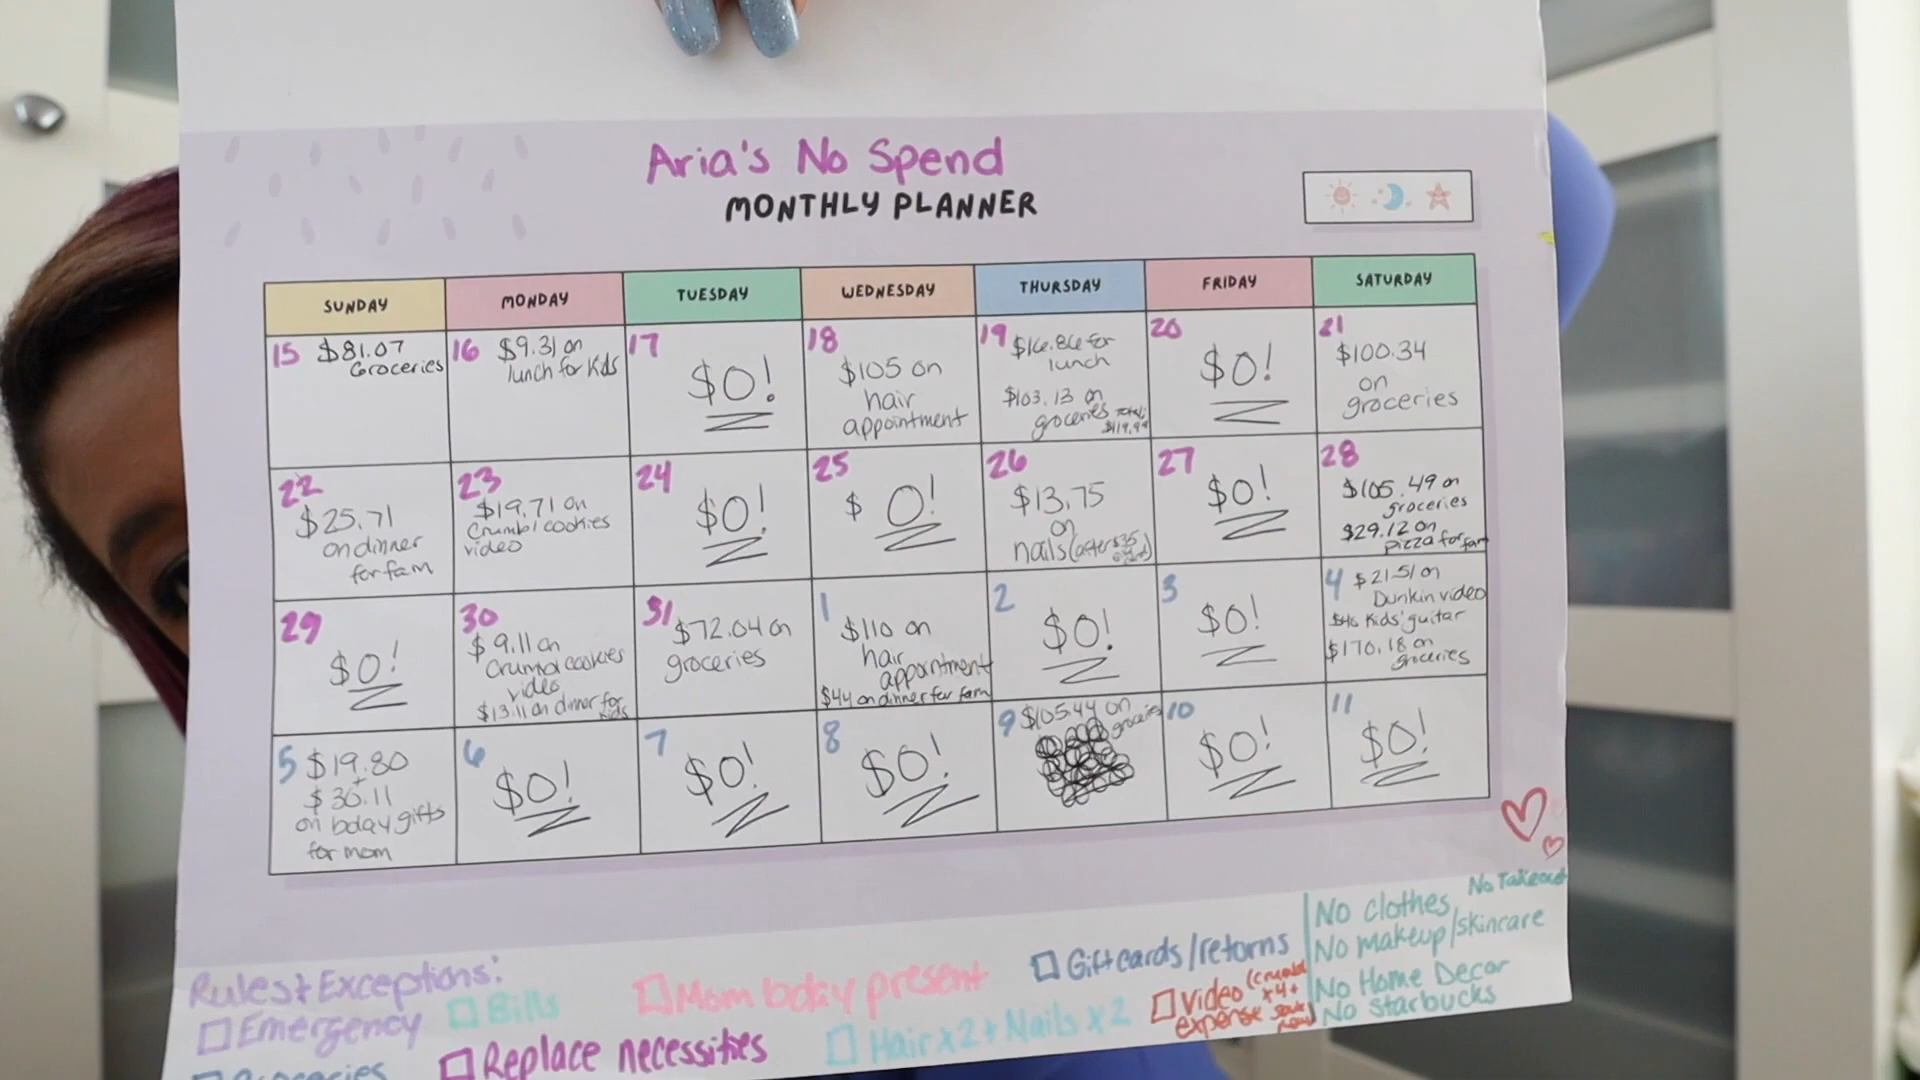 Aria's No Spend
MONTHLY PLANNER
SUNDAY
MONDAY
TUESDAY
WEDNESDAY
THURSDAY
FRIDAY
SATURDAY
15 $81.07
Groceries
16 $9.31 on
lunch for kids
17
$0!
18
$105 on
hair
appointment
19 $16.86 for
lunch
$103.13 on
groceries Total:
$119.99
20
$0!
21
$100.34
on
groceries
22
$25.71
on dinner
for fam
23
$19.71 on
Crumbl cookies
video
24
$0!
25
$0!
26
$13.75
on
nails (after $35
27
$0!
28
$105.49 on
groceries
$29.12 on
pizza for fam
29
$0!
30
$9.11 on
Crumbl cookies
video
$13.11 on dinner for
kids
31
$72.04 on
groceries
1
$110 on
hair
appointment
$44 on dinner for fam
2
$0!
3
$0!
4 $21.51 on
Dunkin video
$46 Kids' guitar
$170.18 on
groceries
5 $19.80
+
$30.11
on bday gifts
for mom
6
$0!
7
$0!
8
$0!
9 $105.44 on
groceries
10
$0!
11
$0!
Rules + Exceptions:
Emergency
Bills
Mom bday present
Gift cards/returns
Groceries
Replace necessities
Hair x2 + Nails x2
Video (crumbl
x4 +
expense
No Takeout
No clothes
No makeup/skincare
No Home Decor
No Starbucks